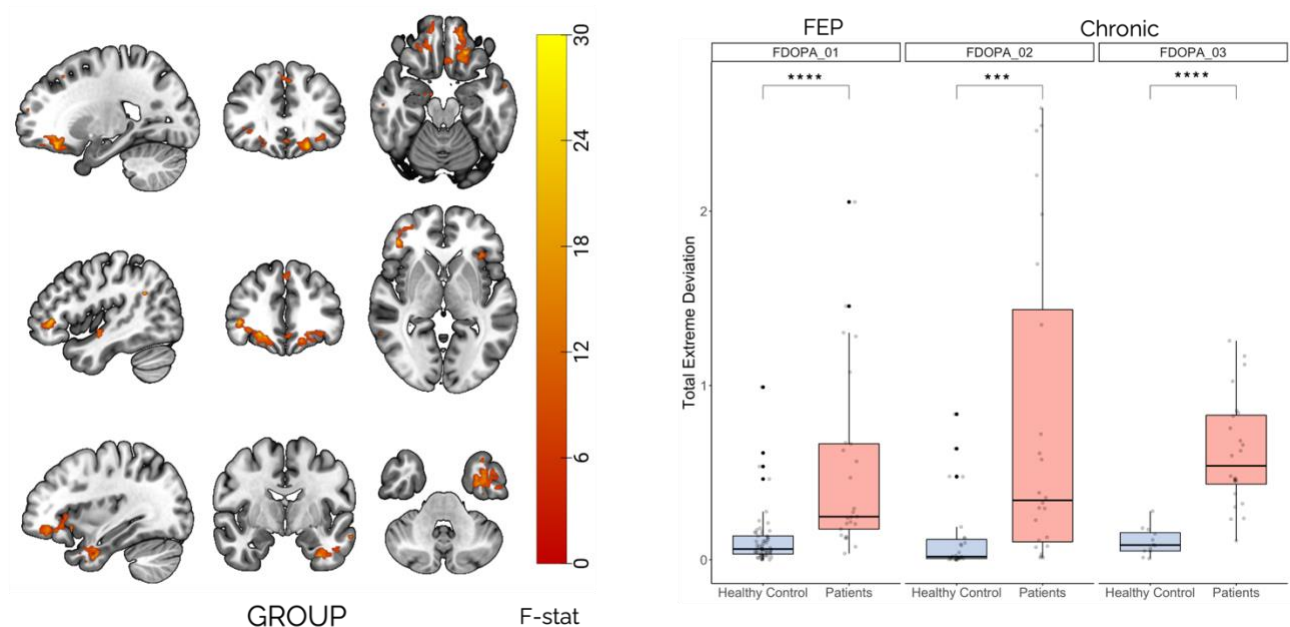 30
24
18
12
6
0
GROUP
F-stat
FEP
Chronic
FDOPA_01
FDOPA_02
FDOPA_03
****
***
****
Total Extreme Deviation
2
1
0
Healthy Control
Patients
Healthy Control
Patients
Healthy Control
Patients